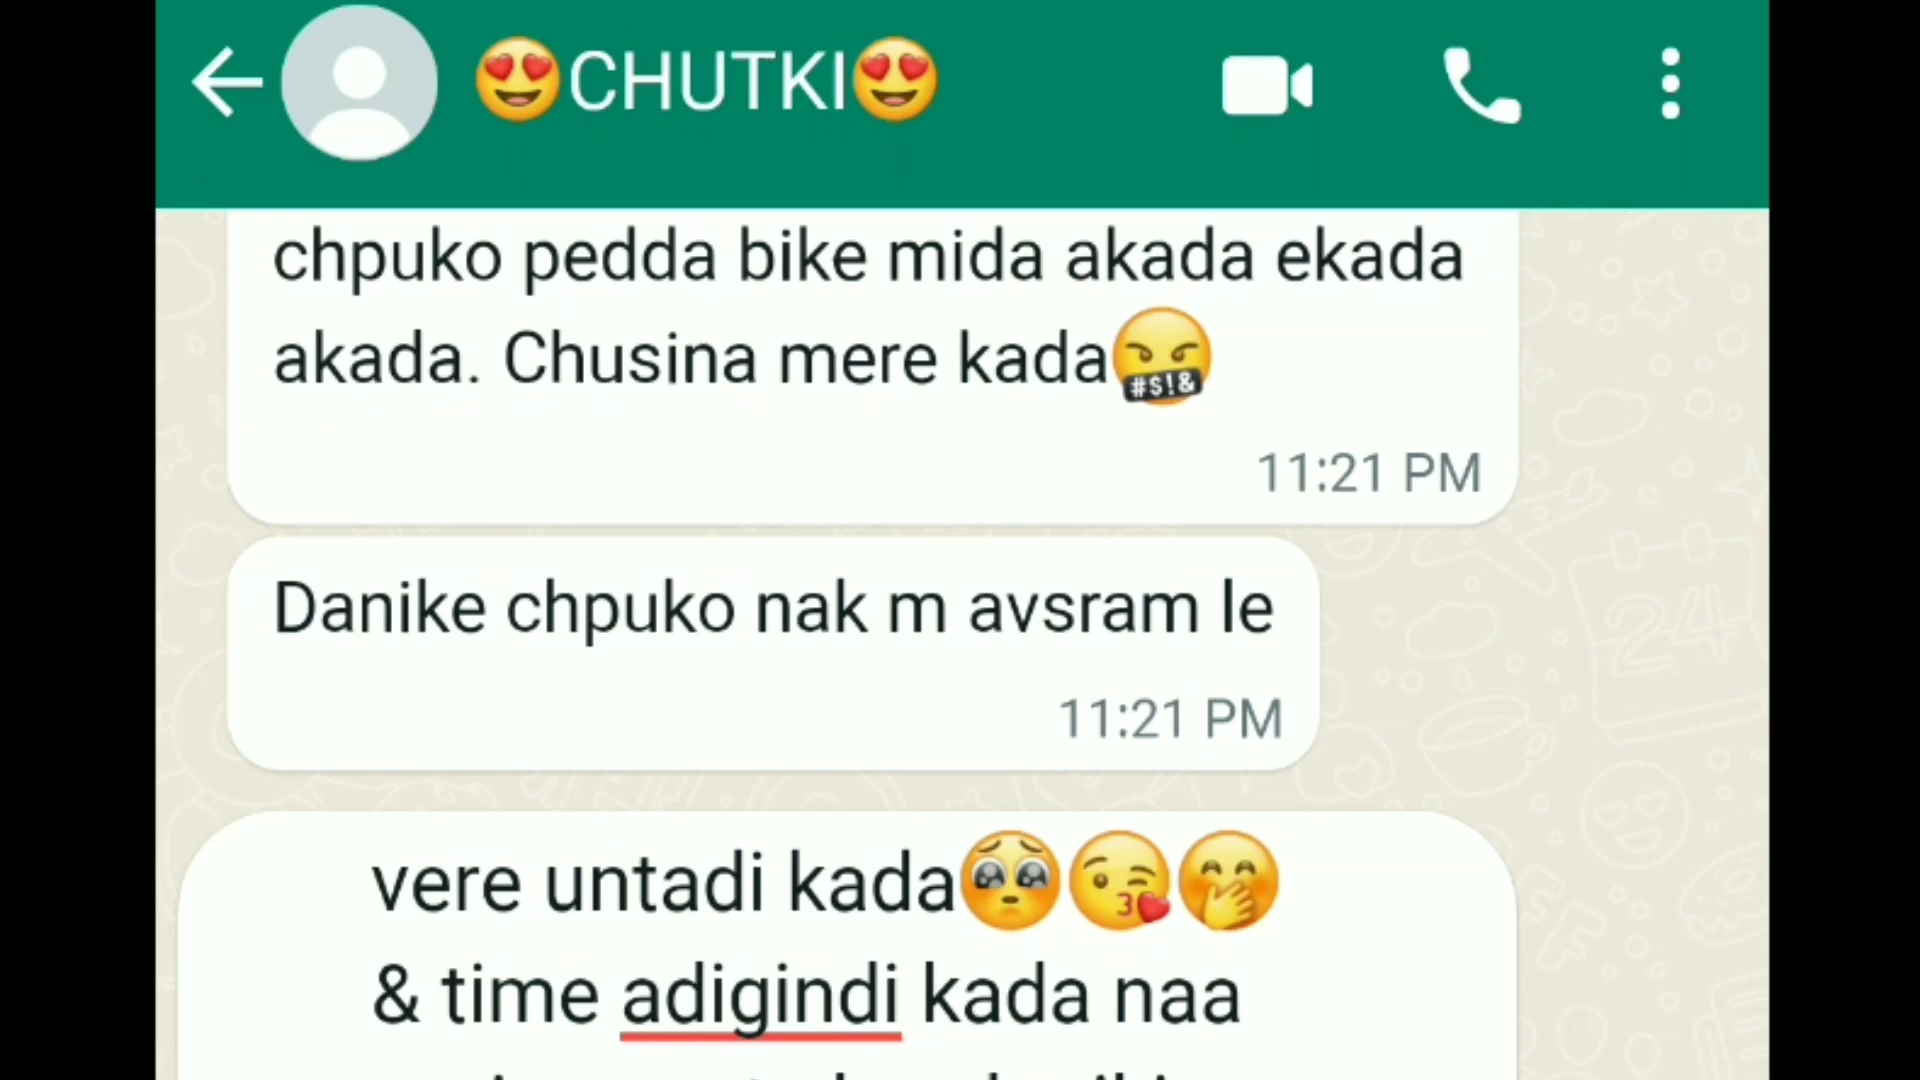 😍CHUTKI😍
chpuko pedda bike mida akada ekada
akada. Chusina mere kada🤬
11:21 PM
Danike chpuko nak m avsram le
11:21 PM
vere untadi kada🥺😘🤭
& time adigindi kada naa